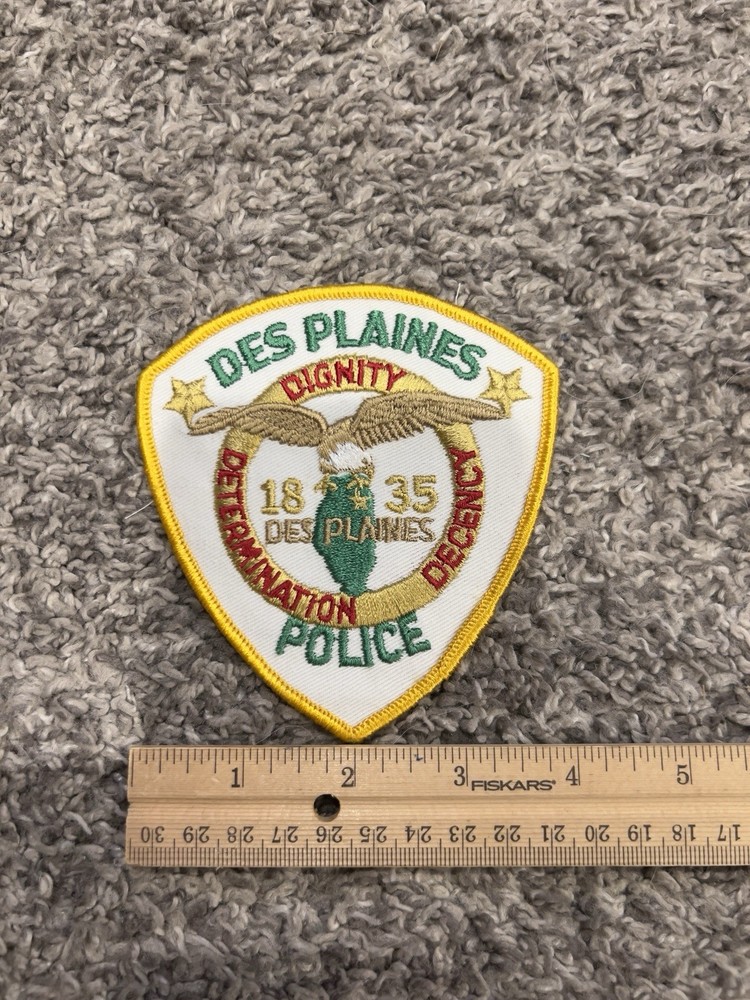 DES PLAINES
DIGNITY
DETERMINATION
DECENCY
18 35
DES PLAINES
POLICE
1 2 3 FISKARS® 4 5
30 29 28 27 26 25 24 23 22 21 20 19 18 17